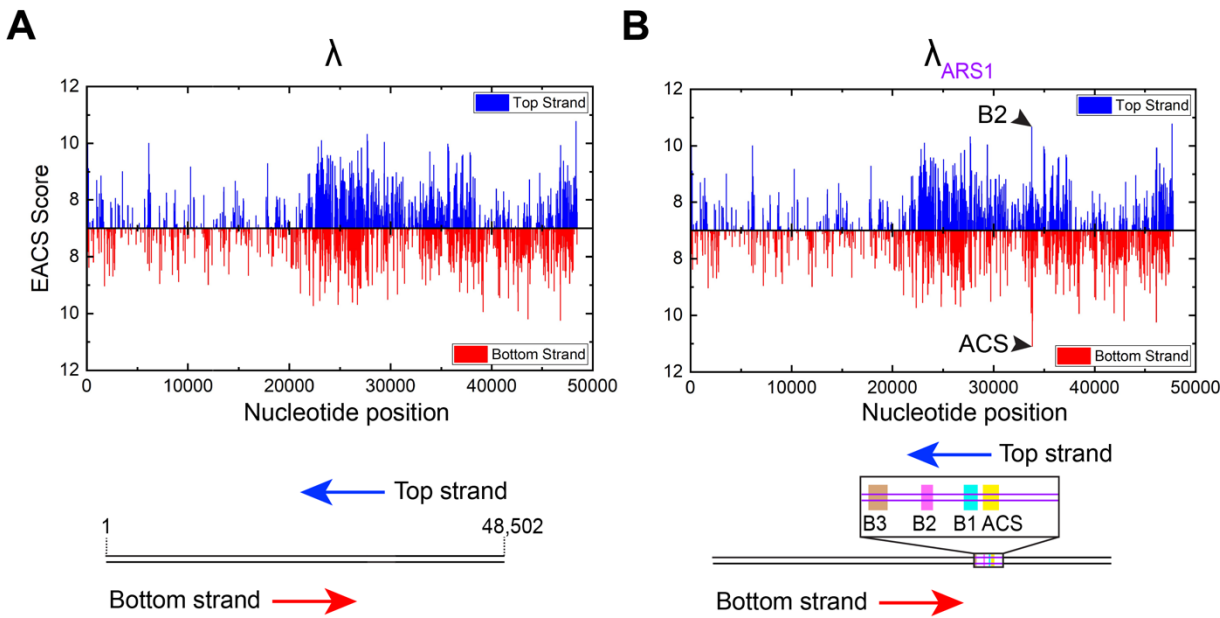 A
λ
12
10
8
8
10
12
EACS Score
Top Strand
Bottom Strand
0 10000 20000 30000 40000 50000
Nucleotide position
Top strand
1 48,502
Bottom strand
B
λARS1
12
10
8
8
10
12
Top Strand
B2
ACS
Bottom Strand
0 10000 20000 30000 40000 50000
Nucleotide position
Top strand
B3 B2 B1 ACS
Bottom strand